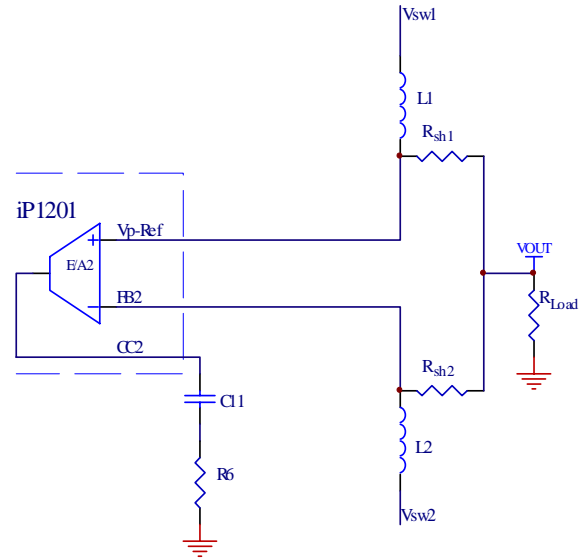 Vsw1
L1
Rsh1
iP1201
Vp-Ref
E/A2
VOUT
FB2
RLoad
CC2
Rsh2
C11
L2
R6
Vsw2